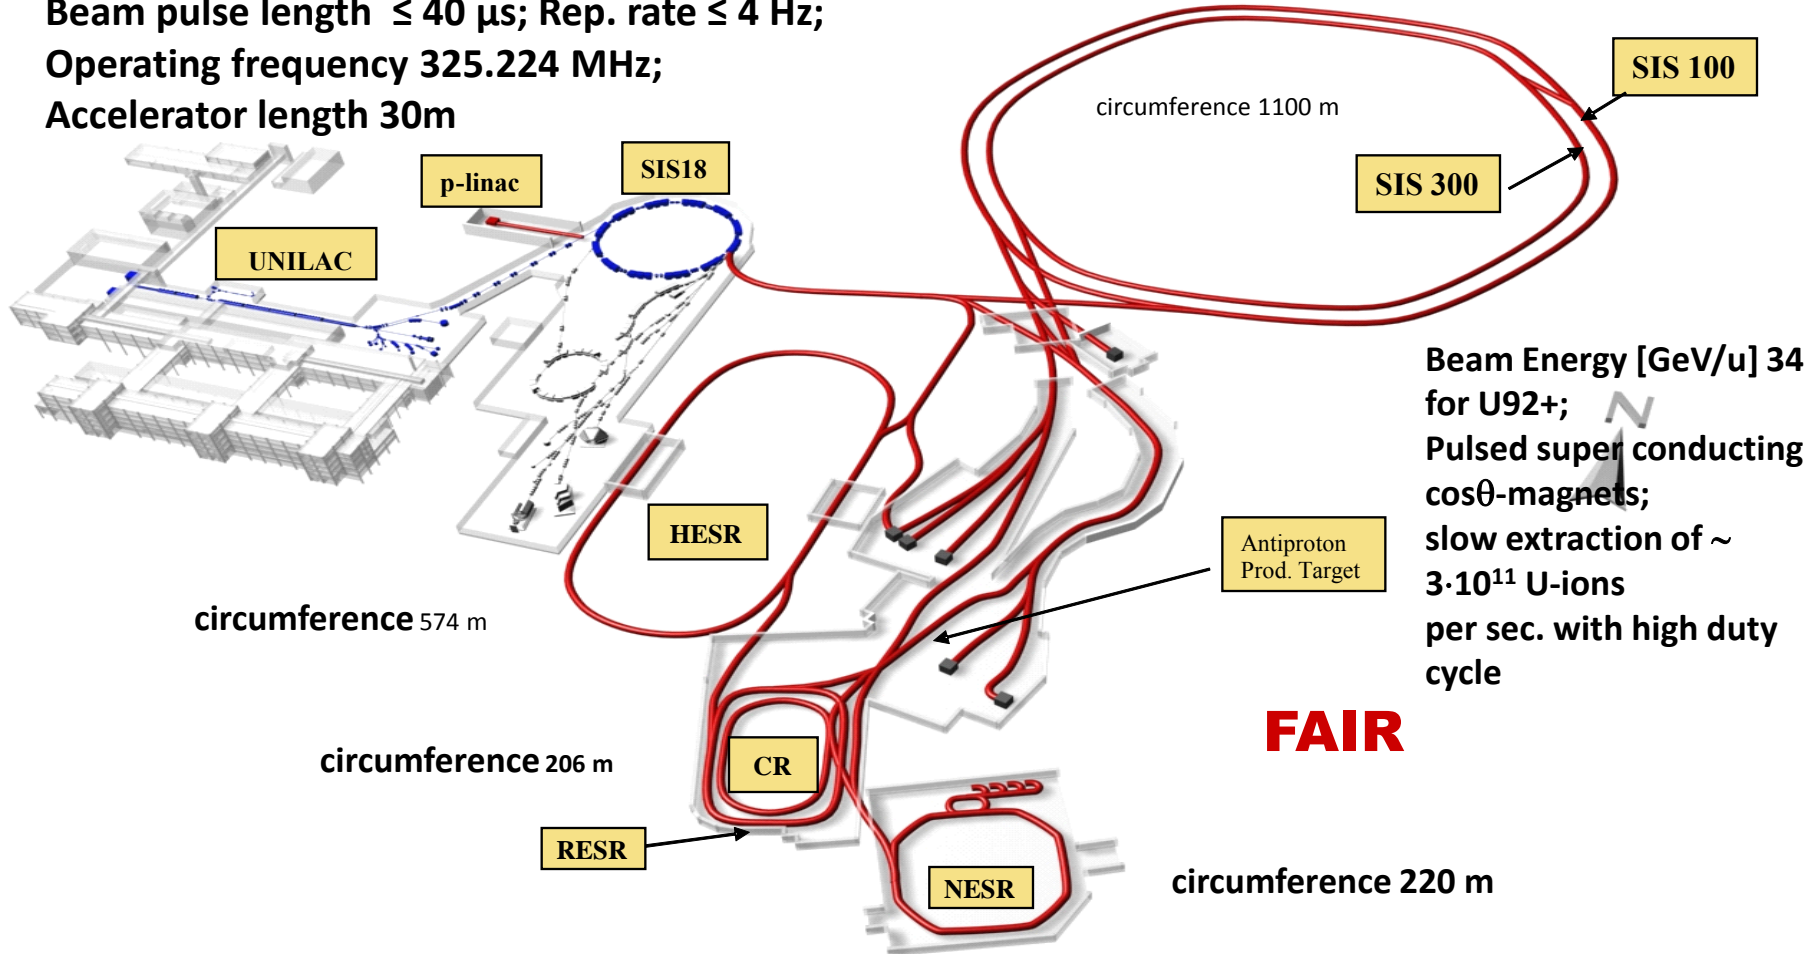 Beam pulse length ≤ 40 μs; Rep. rate ≤ 4 Hz;
Operating frequency 325.224 MHz;
Accelerator length 30m
SIS 100
circumference 1100 m
SIS 300
p-linac
SIS18
UNILAC
Beam Energy [GeV/u] 34
for U92+;
N
Pulsed super conducting
cosθ-magnets;
slow extraction of ~
3·10¹¹ U-ions
per sec. with high duty
cycle
HESR
Antiproton
Prod. Target
circumference 574 m
FAIR
circumference 206 m
CR
RESR
NESR
circumference 220 m